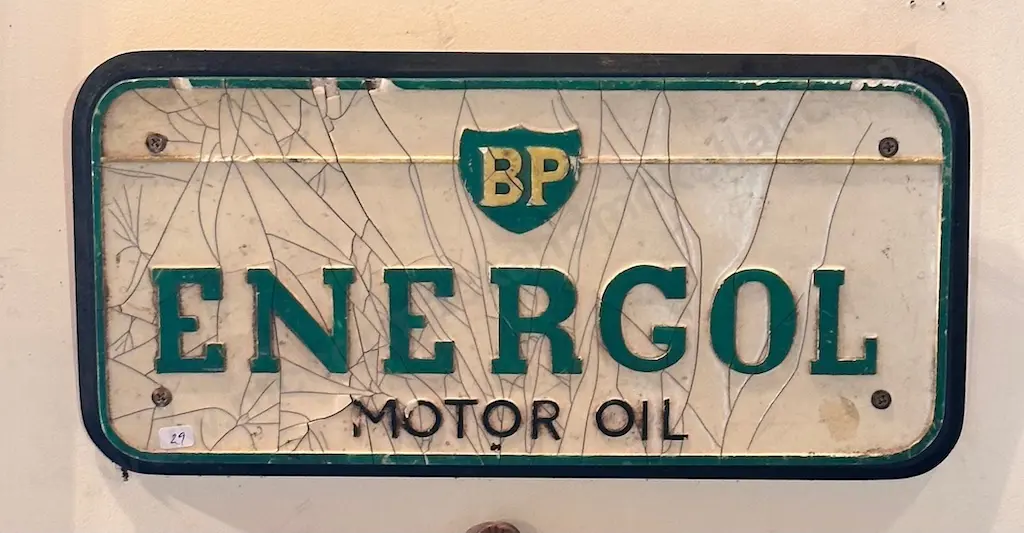 BP
ENERGOL
MOTOR OIL
29